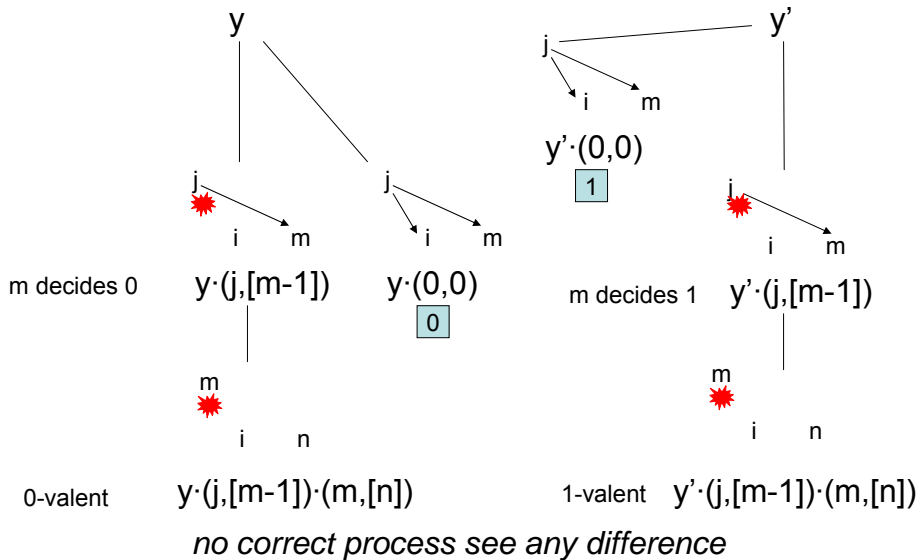 y
y’
j
i m
y’·(0,0)
1
j
i m
j
i m
j
i m
m decides 0 y·(j,[m-1]) y·(0,0)
0
m decides 1 y’·(j,[m-1])
m
i n
m
i n
0-valent y·(j,[m-1])·(m,[n])
1-valent y’·(j,[m-1])·(m,[n])
no correct process see any difference